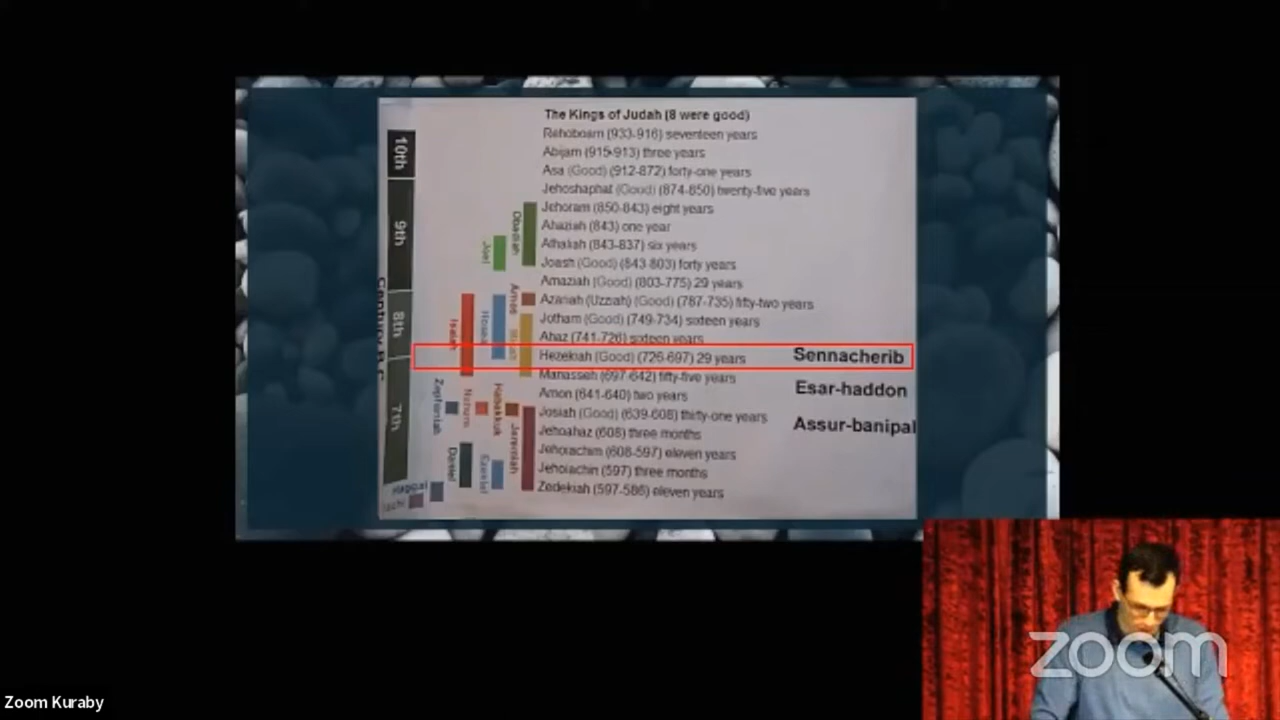 The Kings of Judah (8 were good)
Rehoboam (933-916) seventeen years
Abijam (915-913) three years
Asa (Good) (912-872) forty-one years
Jehoshaphat (Good) (874-850) twenty-five years
Jehoram (850-843) eight years
Ahaziah (843) one year
Athaliah (843-837) six years
Joash (Good) (843-803) forty years
Amaziah (Good) (803-775) 29 years
Azariah (Uzziah) (Good) (787-735) fifty-two years
Jotham (Good) (749-734) sixteen years
Ahaz (741-726) sixteen years
Hezekiah (Good) (726-697) 29 years
Sennacherib
Manasseh (697-642) fifty-five years
Esar-haddon
Amon (641-640) two years
Josiah (Good) (639-608) thirty-one years
Assur-banipal
Jehoahaz (608) three months
Jehoiachim (608-597) eleven years
Jehoiachin (597) three months
Zedekiah (597-586) eleven years
10th
9th
8th
7th
Obadiah
Joel
Amos
Isaiah
Hosea
Micah
Zephaniah
Nahum
Habakkuk
Jeremiah
Daniel
Ezekiel
Haggai
zoom
Zoom Kuraby